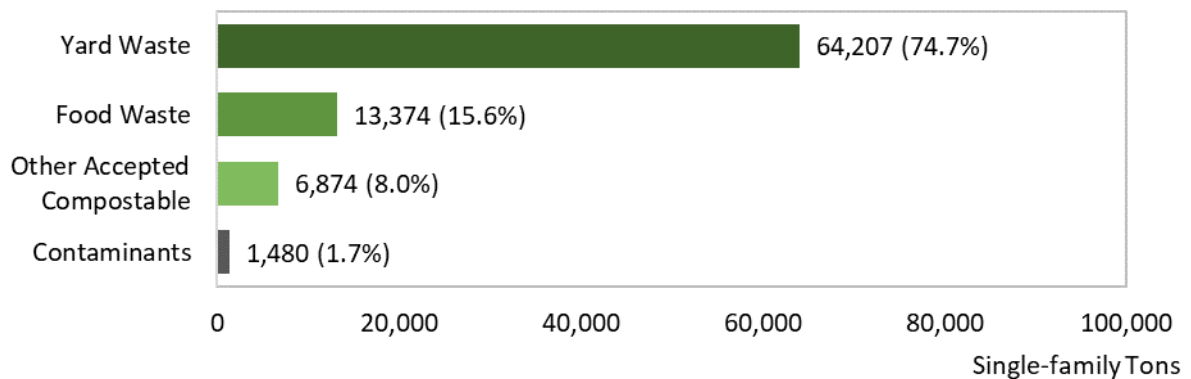 Yard Waste
64,207 (74.7%)
Food Waste
13,374 (15.6%)
Other Accepted
Compostable
6,874 (8.0%)
Contaminants
1,480 (1.7%)
0 20,000 40,000 60,000 80,000 100,000
Single-family Tons